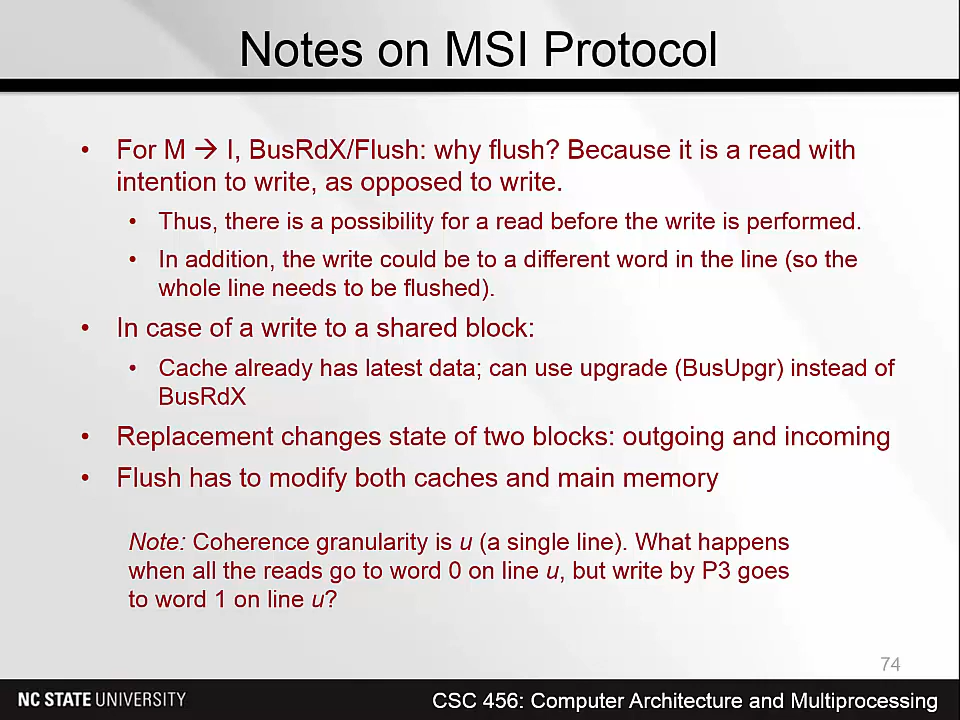 Notes on MSI Protocol
• For M → I, BusRdX/Flush: why flush? Because it is a read with
intention to write, as opposed to write.
• Thus, there is a possibility for a read before the write is performed.
• In addition, the write could be to a different word in the line (so the
whole line needs to be flushed).
• In case of a write to a shared block:
• Cache already has latest data; can use upgrade (BusUpgr) instead of
BusRdX
• Replacement changes state of two blocks: outgoing and incoming
• Flush has to modify both caches and main memory
Note: Coherence granularity is u (a single line). What happens
when all the reads go to word 0 on line u, but write by P3 goes
to word 1 on line u?
74
NC STATE UNIVERSITY
CSC 456: Computer Architecture and Multiprocessing